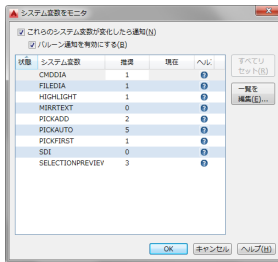 システム変数をモニタ
これらのシステム変数が変化したら通知(N)
バルーン通知を有効にする(B)
状態 システム変数 推奨 現在 ヘル
CMDDIA 1
FILEDIA 1
HIGHLIGHT 1
MIRRTEXT 0
PICKADD 2
PICKAUTO 5
PICKFIRST 1
SDI 0
SELECTIONPREVIEW 3
すべてリセット(R)
一覧を編集(E)...
OK キャンセル ヘルプ(H)